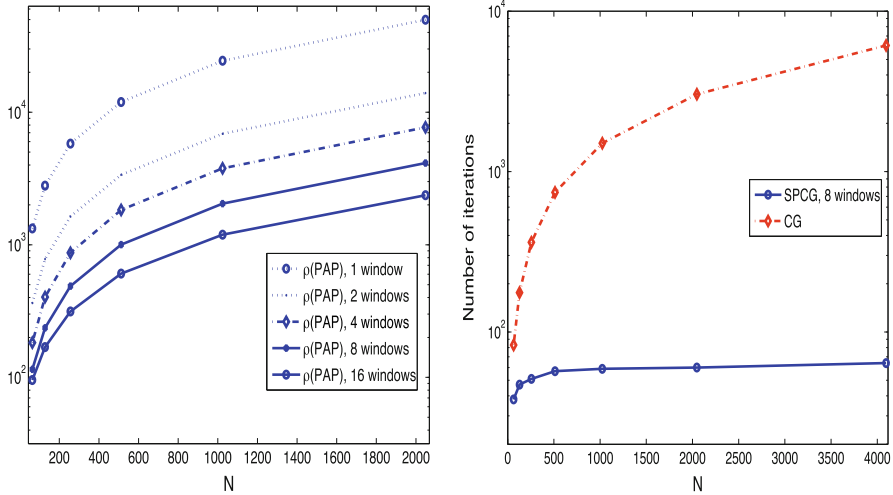 10^4
10^3
10^2
200 400 600 800 1000 1200 1400 1600 1800 2000
N
ρ(PAP), 1 window
ρ(PAP), 2 windows
ρ(PAP), 4 windows
ρ(PAP), 8 windows
ρ(PAP), 16 windows
10^4
10^3
10^2
Number of iterations
0 500 1000 1500 2000 2500 3000 3500 4000
N
SPCG, 8 windows
CG